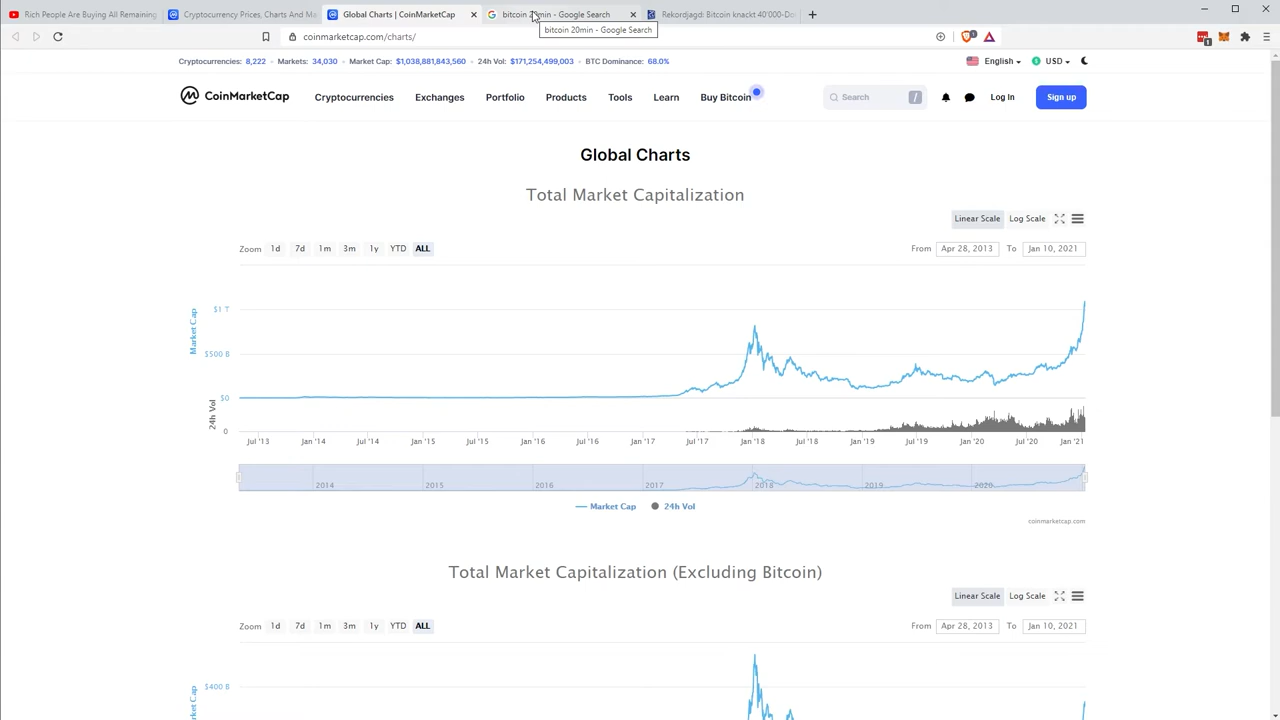 Rich People Are Buying All Remaining
Cryptocurrency Prices, Charts And Ma
Global Charts | CoinMarketCap
bitcoin 20min - Google Search
Rekordjagd: Bitcoin knackt 40'000-Do
bitcoin 20min - Google Search
coinmarketcap.com/charts/
1
1
Cryptocurrencies: 8,222 Markets: 34,030 Market Cap: $1,038,881,843,560 24h Vol: $171,254,499,003 BTC Dominance: 68.0%
English
USD
CoinMarketCap
Cryptocurrencies Exchanges Portfolio Products Tools Learn Buy Bitcoin
Search /
Log In
Sign up
Global Charts
Total Market Capitalization
Linear Scale Log Scale
Zoom 1d 7d 1m 3m 1y YTD ALL
From Apr 28, 2013 To Jan 10, 2021
Market Cap
$1 T
$500 B
$0
24h Vol
0
Jul '13 Jan '14 Jul '14 Jan '15 Jul '15 Jan '16 Jul '16 Jan '17 Jul '17 Jan '18 Jul '18 Jan '19 Jul '19 Jan '20 Jul '20 Jan '21
2014 2015 2016 2017 2018 2019 2020
Market Cap 24h Vol
coinmarketcap.com
Total Market Capitalization (Excluding Bitcoin)
Linear Scale Log Scale
Zoom 1d 7d 1m 3m 1y YTD ALL
From Apr 28, 2013 To Jan 10, 2021
$400 B
Market Cap